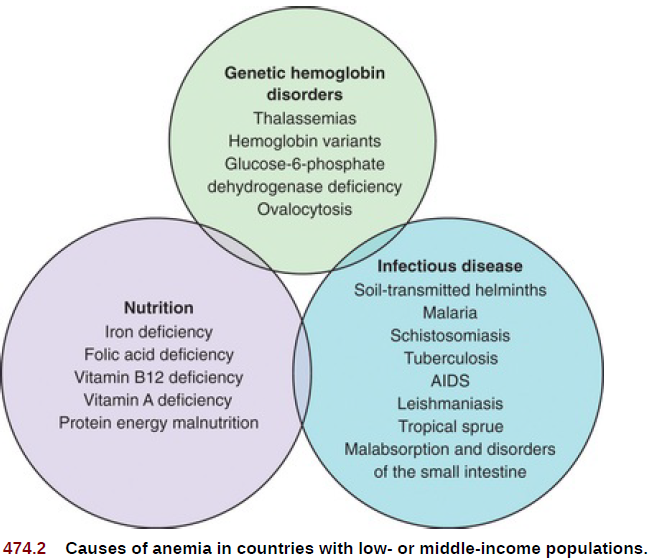 Genetic hemoglobin
disorders
Thalassemias
Hemoglobin variants
Glucose-6-phosphate
dehydrogenase deficiency
Ovalocytosis
Nutrition
Iron deficiency
Folic acid deficiency
Vitamin B12 deficiency
Vitamin A deficiency
Protein energy malnutrition
Infectious disease
Soil-transmitted helminths
Malaria
Schistosomiasis
Tuberculosis
AIDS
Leishmaniasis
Tropical sprue
Malabsorption and disorders
of the small intestine
474.2 Causes of anemia in countries with low- or middle-income populations.